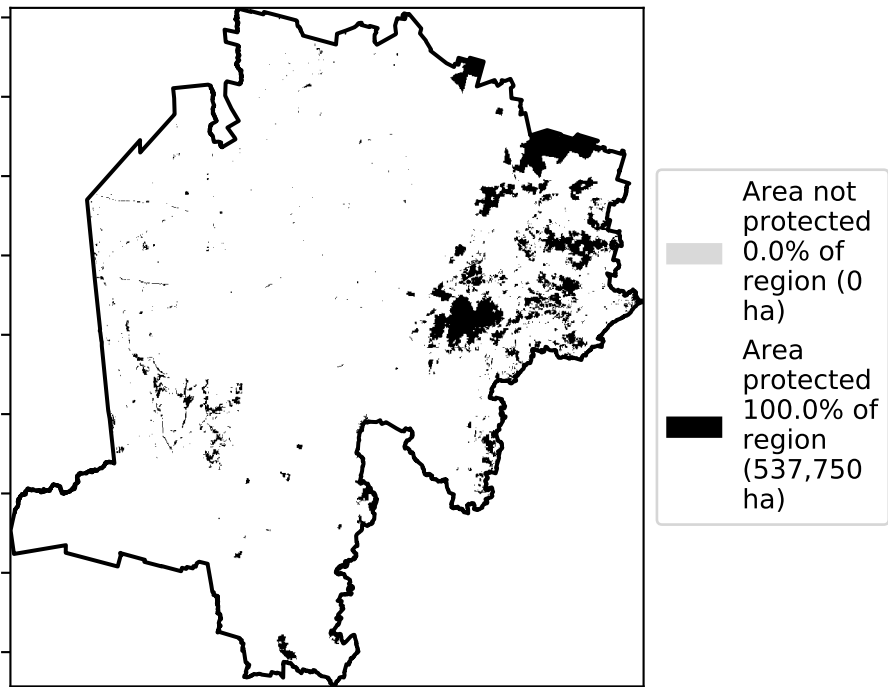 Area not
protected
0.0% of
region (0
ha)
Area
protected
100.0% of
region
(537,750
ha)